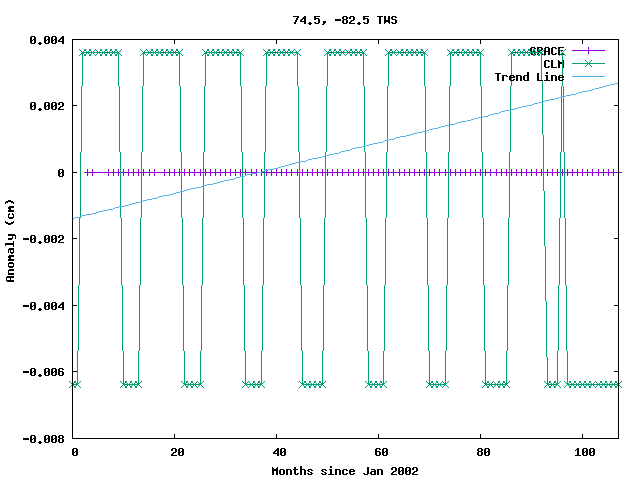 74.5, -82.5 TWS
0.004
GRACE
CLM
Trend Line
0.002
0
-0.002
-0.004
-0.006
-0.008
Anomaly (cm)
0 20 40 60 80 100
Months since Jan 2002